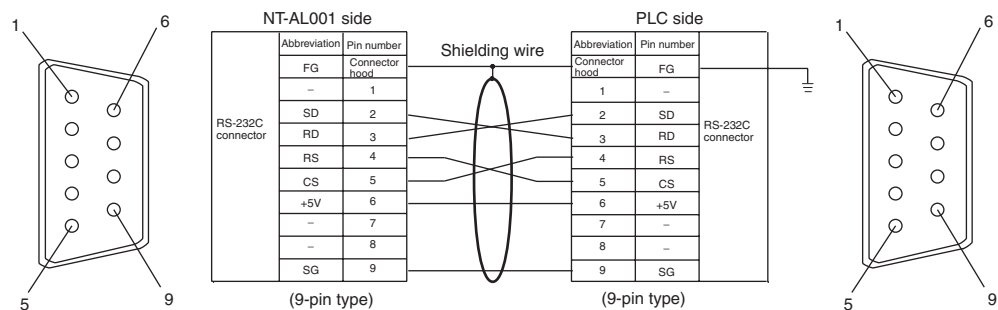 NT-AL001 side
PLC side
1
6
5
9
Abbreviation Pin number
FG Connector hood
– 1
SD 2
RD 3
RS 4
CS 5
+5V 6
– 7
– 8
SG 9
RS-232C
connector
(9-pin type)
Shielding wire
Abbreviation Pin number
Connector hood FG
1 –
2 SD
3 RD
4 RS
5 CS
6 +5V
7 –
8 –
9 SG
RS-232C
connector
(9-pin type)
1
6
5
9